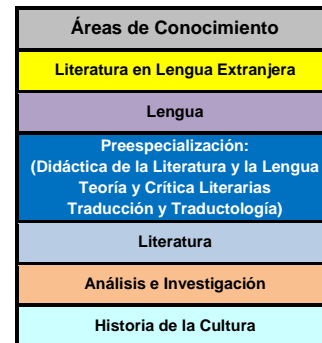 Áreas de Conocimiento
Literatura en Lengua Extranjera
Lengua
Preespecialización:
(Didáctica de la Literatura y la Lengua
Teoría y Crítica Literarias
Traducción y Traductología)
Literatura
Análisis e Investigación
Historia de la Cultura